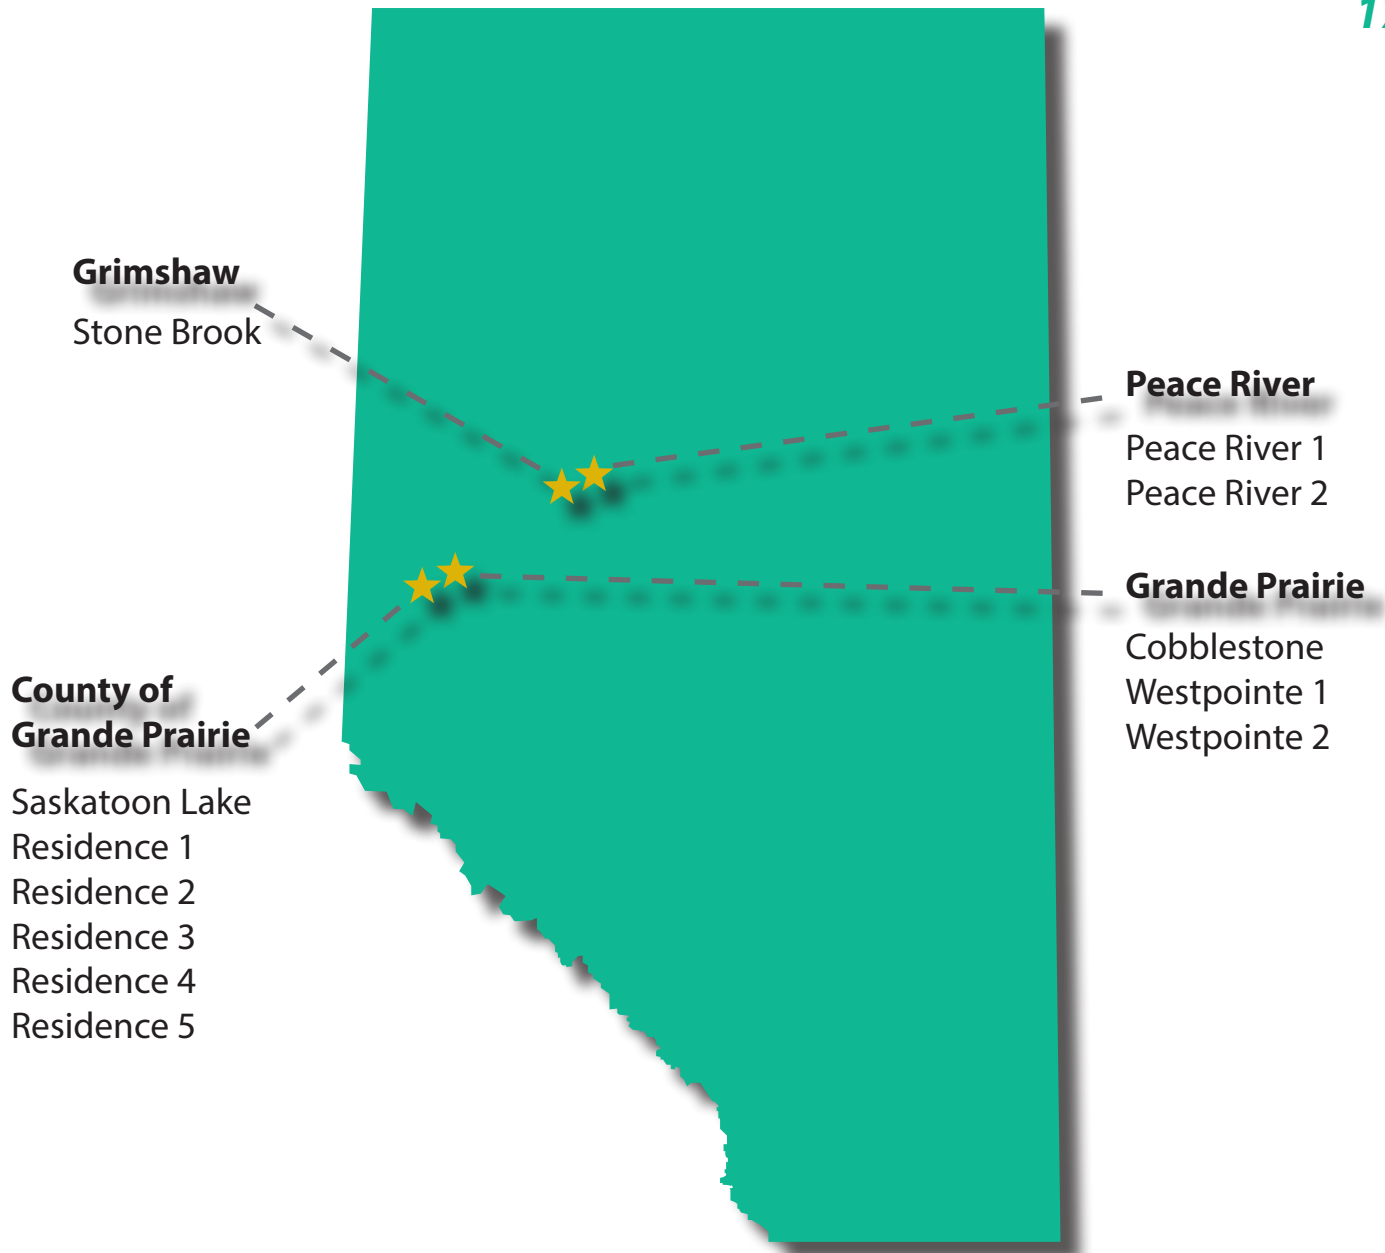 Grimshaw
Stone Brook
Peace River
Peace River 1
Peace River 2
Grande Prairie
Cobblestone
Westpointe 1
Westpointe 2
County of
Grande Prairie
Saskatoon Lake
Residence 1
Residence 2
Residence 3
Residence 4
Residence 5